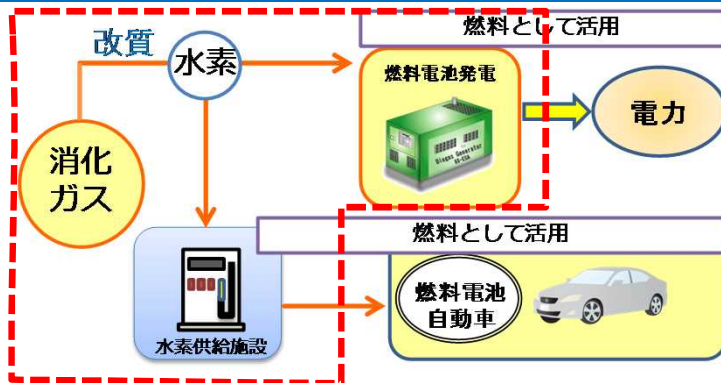 燃料として活用
改質
水素
燃料電池発電
電力
消化
ガス
Biogas Generator
燃料として活用
燃料電池
自動車
水素供給施設